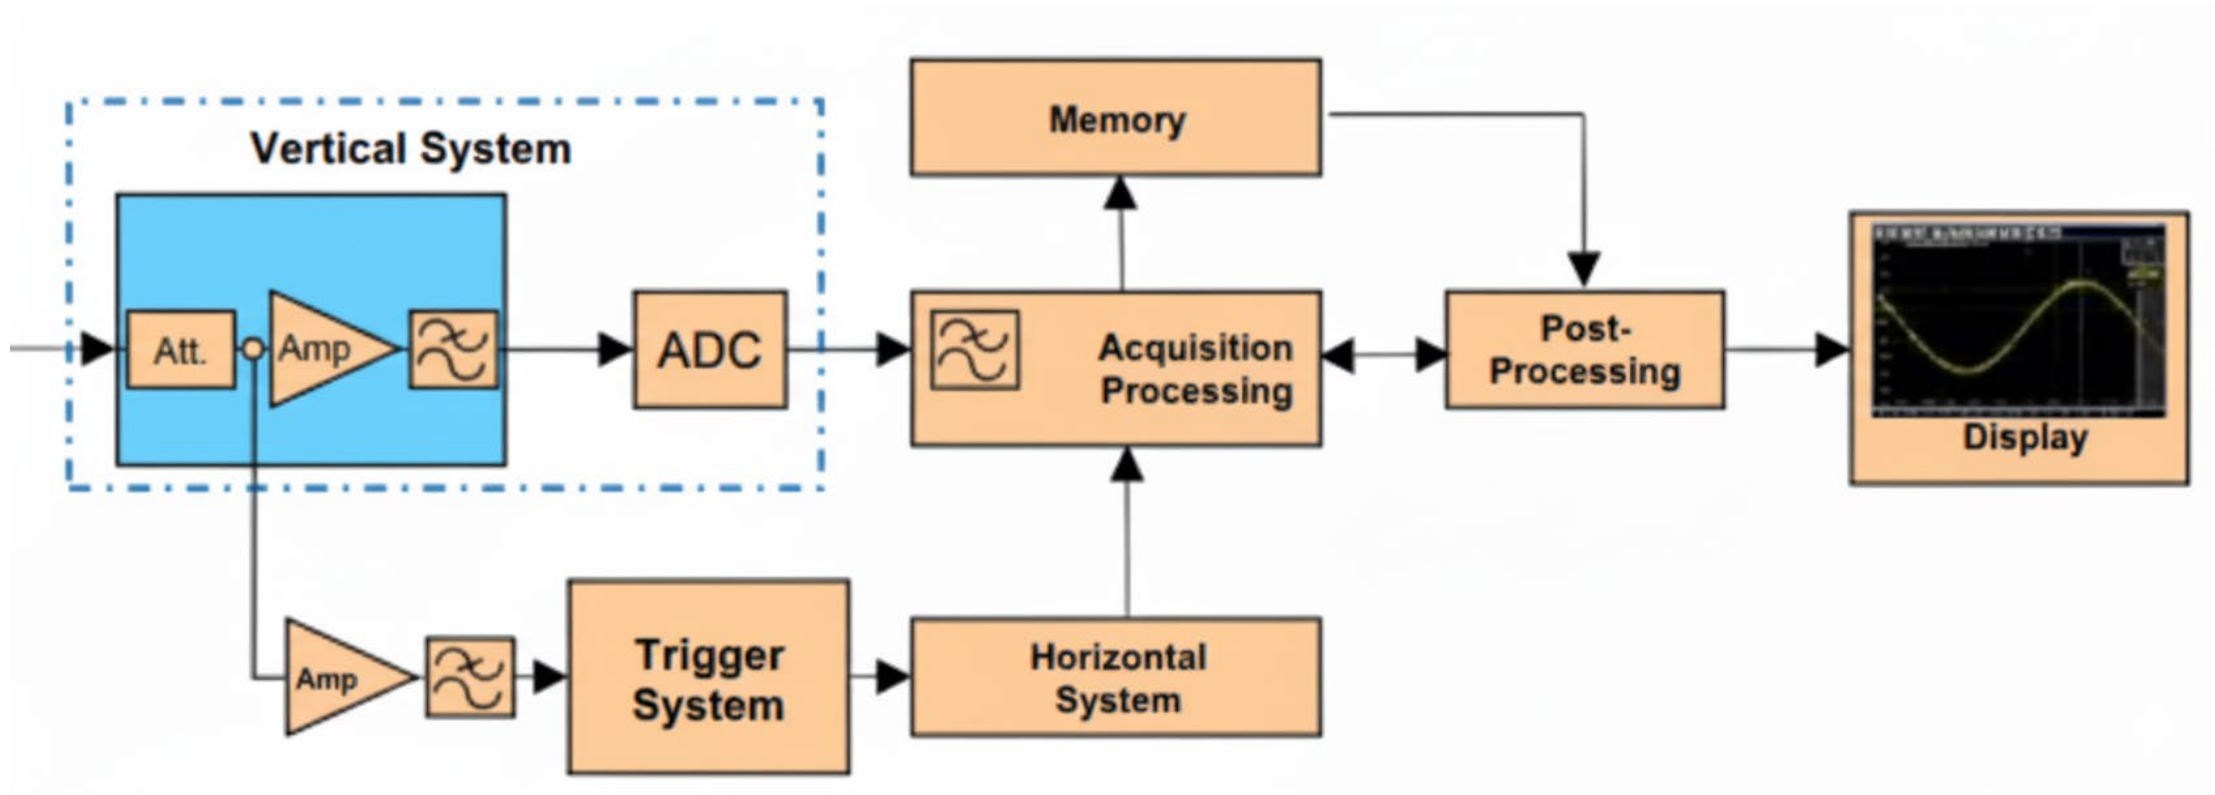 Vertical System
Att.
Amp
ADC
Memory
Acquisition
Processing
Post-
Processing
Display
Amp
Trigger
System
Horizontal
System